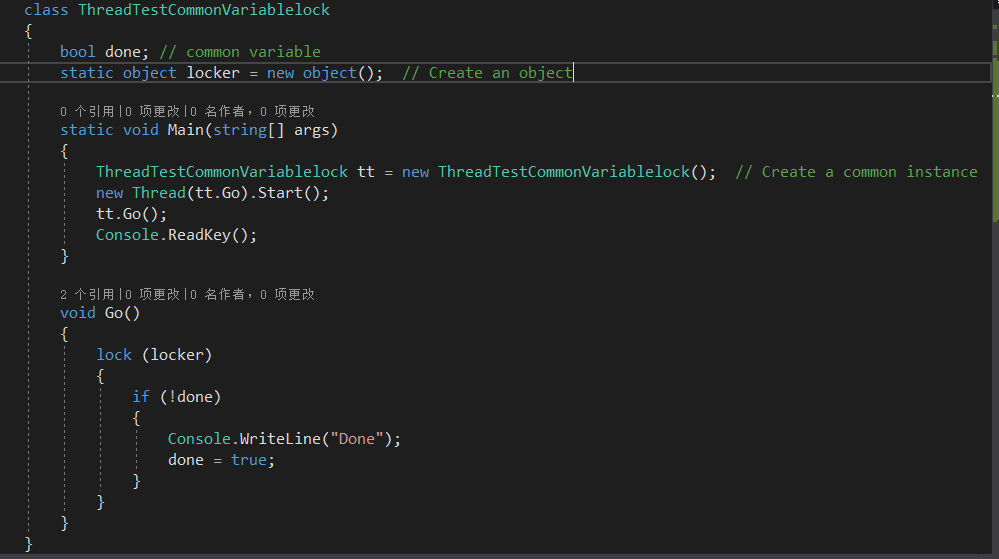 class ThreadTestCommonVariablelock
{
bool done; // common variable
static object locker = new object();  // Create an object
0 个引用|0 项更改|0 名作者，0 项更改
static void Main(string[] args)
{
ThreadTestCommonVariablelock tt = new ThreadTestCommonVariablelock();  // Create a common instance
new Thread(tt.Go).Start();
tt.Go();
Console.ReadKey();
}
2 个引用|0 项更改|0 名作者，0 项更改
void Go()
{
lock (locker)
{
if (!done)
{
Console.WriteLine("Done");
done = true;
}
}
}
}